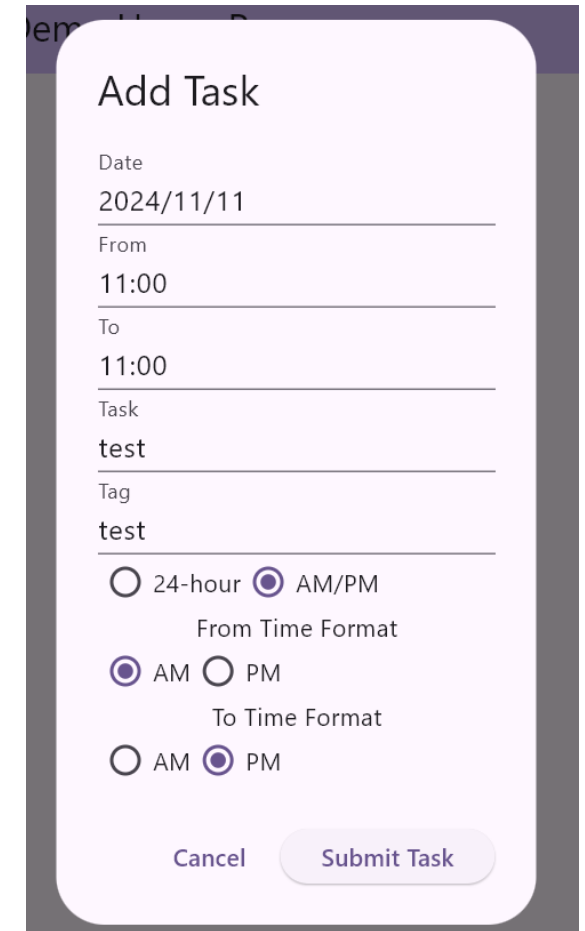 Add Task
Date
2024/11/11
From
11:00
To
11:00
Task
test
Tag
test
24-hour AM/PM
From Time Format
AM PM
To Time Format
AM PM
Cancel Submit Task